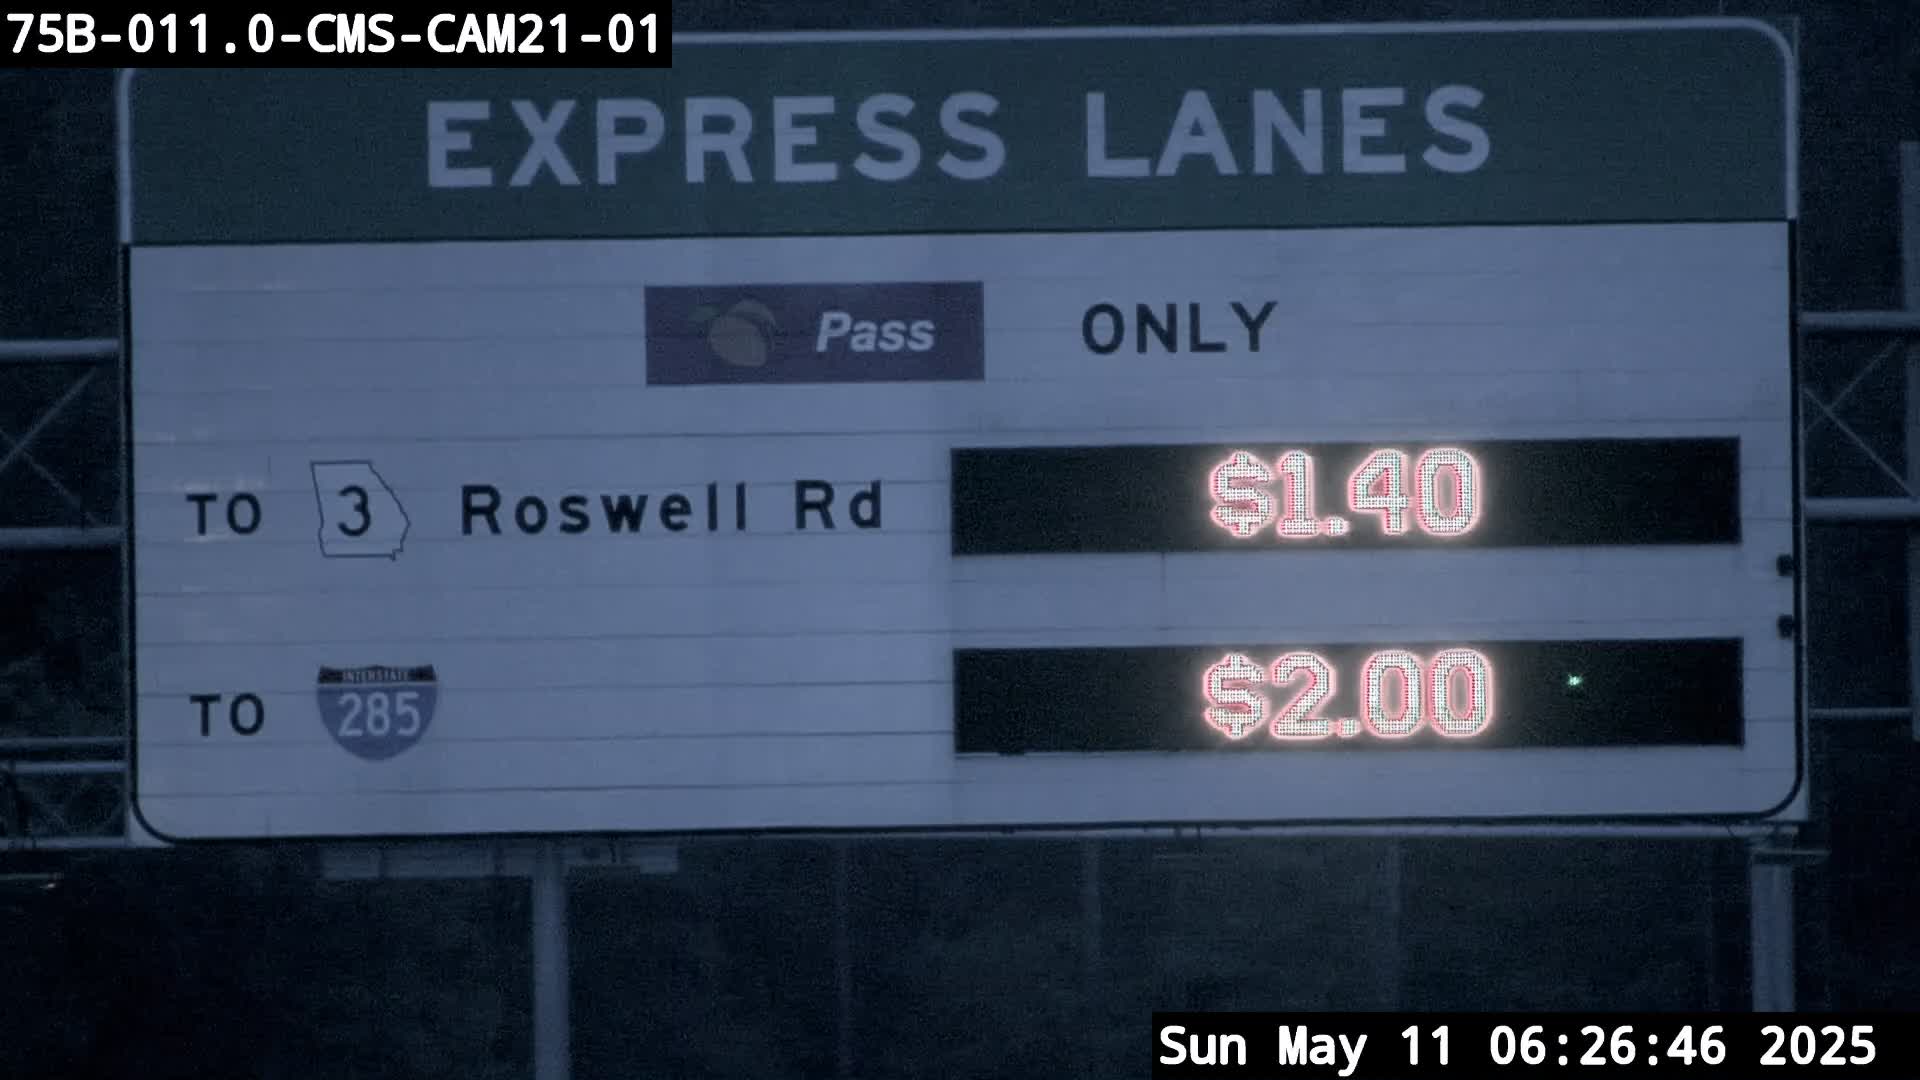 75B-011.0-CMS-CAM21-01
EXPRESS LANES
Pass ONLY
TO 3 Roswell Rd $1.40
TO INTERSTATE 285 $2.00
Sun May 11 06:26:46 2025